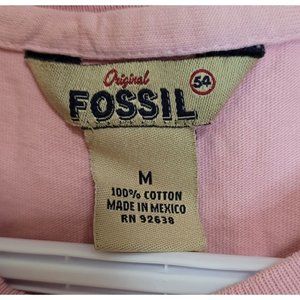 Original
54
FOSSIL
M
100% COTTON
MADE IN MEXICO
RN 92638